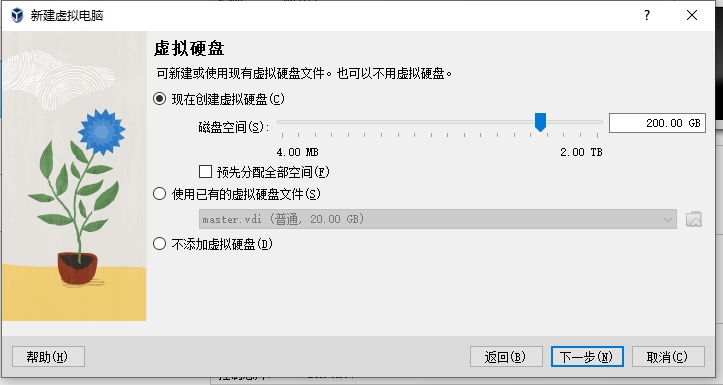 新建虚拟电脑
虚拟硬盘
可新建或使用现有虚拟硬盘文件。也可以不用虚拟硬盘。
现在创建虚拟硬盘(C)
磁盘空间(S):
200.00 GB
4.00 MB
2.00 TB
预先分配全部空间(F)
使用已有的虚拟硬盘文件(S)
master.vdi (普通, 20.00 GB)
不添加虚拟硬盘(D)
帮助(H)
返回(B)
下一步(N)
取消(C)